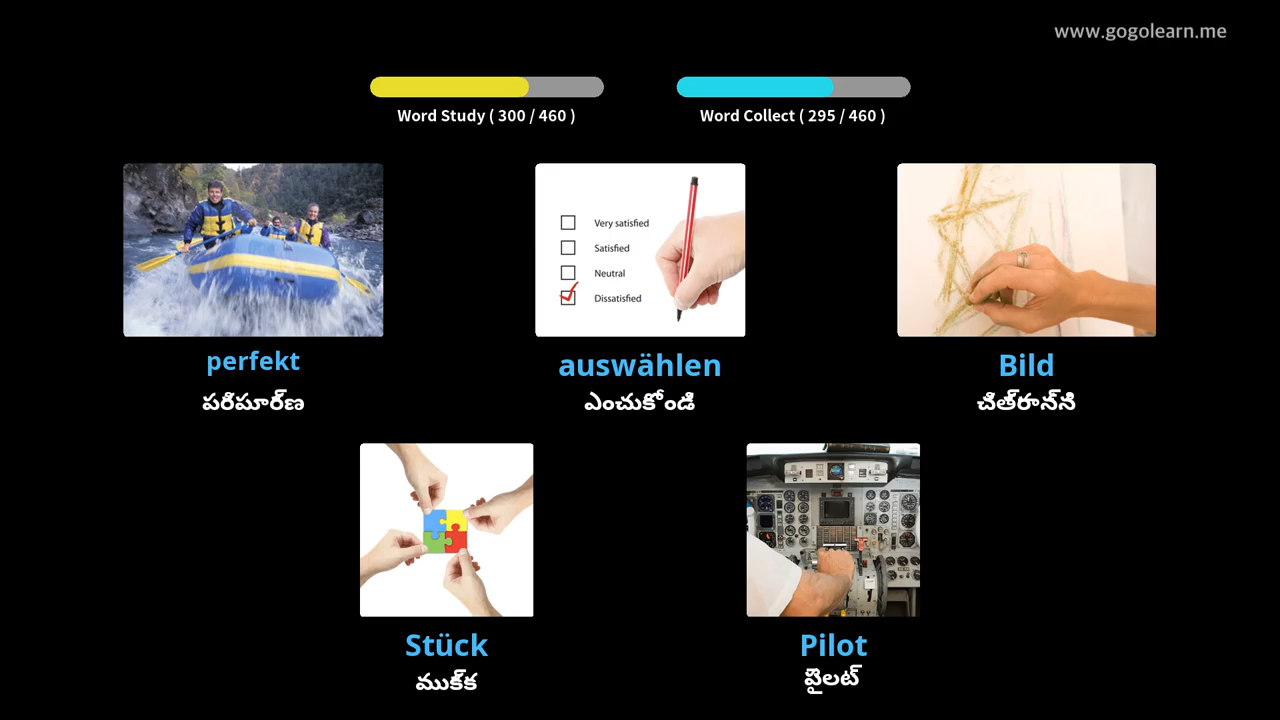 www.gogolearn.me
Word Study ( 300 / 460 )
Word Collect ( 295 / 460 )
Very satisfied
Satisfied
Neutral
Dissatisfied
perfekt
పరిపూర్ణ
auswählen
ఎంచుకోండి
Bild
చిత్రాన్ని
Stück
ముక్క
Pilot
పైలట్